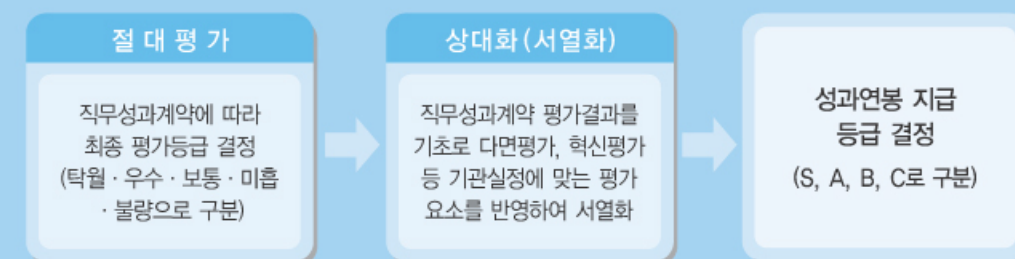 절 대 평 가
직무성과계약에 따라
최종 평가등급 결정
(탁월 · 우수 · 보통 · 미흡
· 불량으로 구분)
상대화(서열화)
직무성과계약 평가결과를
기초로 다면평가, 혁신평가
등 기관실정에 맞는 평가
요소를 반영하여 서열화
성과연봉 지급
등급 결정
(S, A, B, C로 구분)